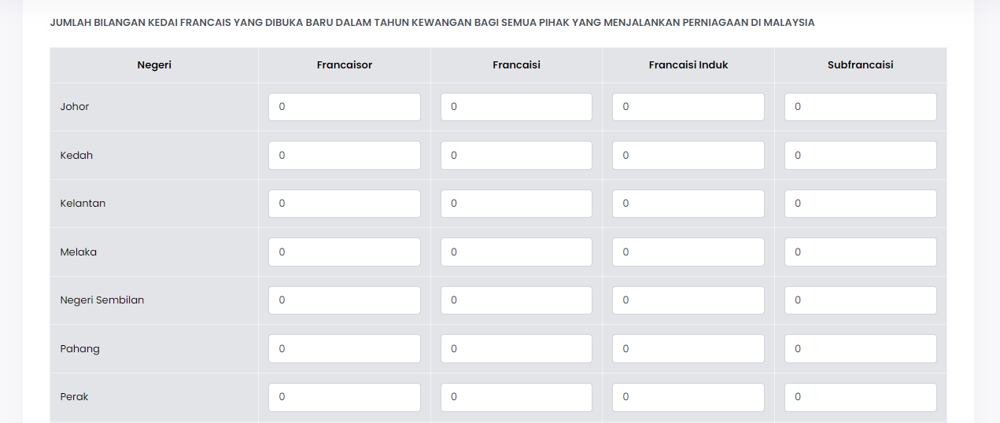 JUMLAH BILANGAN KEDAI FRANCAIS YANG DIBUKA BARU DALAM TAHUN KEWANGAN BAGI SEMUA PIHAK YANG MENJALANKAN PERNIAGAAN DI MALAYSIA
Negeri Francaisor Francaisi Francaisi Induk Subfrancaisi
Johor 0 0 0 0
Kedah 0 0 0 0
Kelantan 0 0 0 0
Melaka 0 0 0 0
Negeri Sembilan 0 0 0 0
Pahang 0 0 0 0
Perak 0 0 0 0